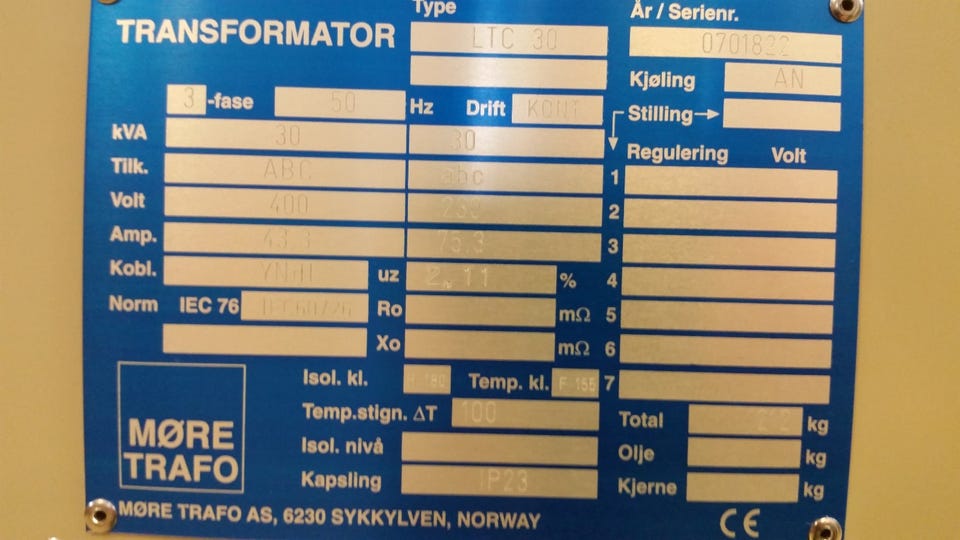 TRANSFORMATOR
Type LTC 30
År / Serienr.
0701822
Kjøling AN
3 -fase 50 Hz Drift KONT
Stilling
kVA 30 30
Regulering Volt
Tilk. ABC abc
1
Volt 400
2
Amp. 43.3 75.3
3
Kobl. uz 2.11 %
4
Norm IEC 76 IEC60726 Ro mΩ
5
Xo mΩ
6
Isol. kl. H 180 Temp. kl. F 155
7
Temp.stign. ΔT 100
Total kg
Isol. nivå
Olje kg
Kapsling IP23
Kjerne kg
MØRE
TRAFO
MØRE TRAFO AS, 6230 SYKKYLVEN, NORWAY
CE